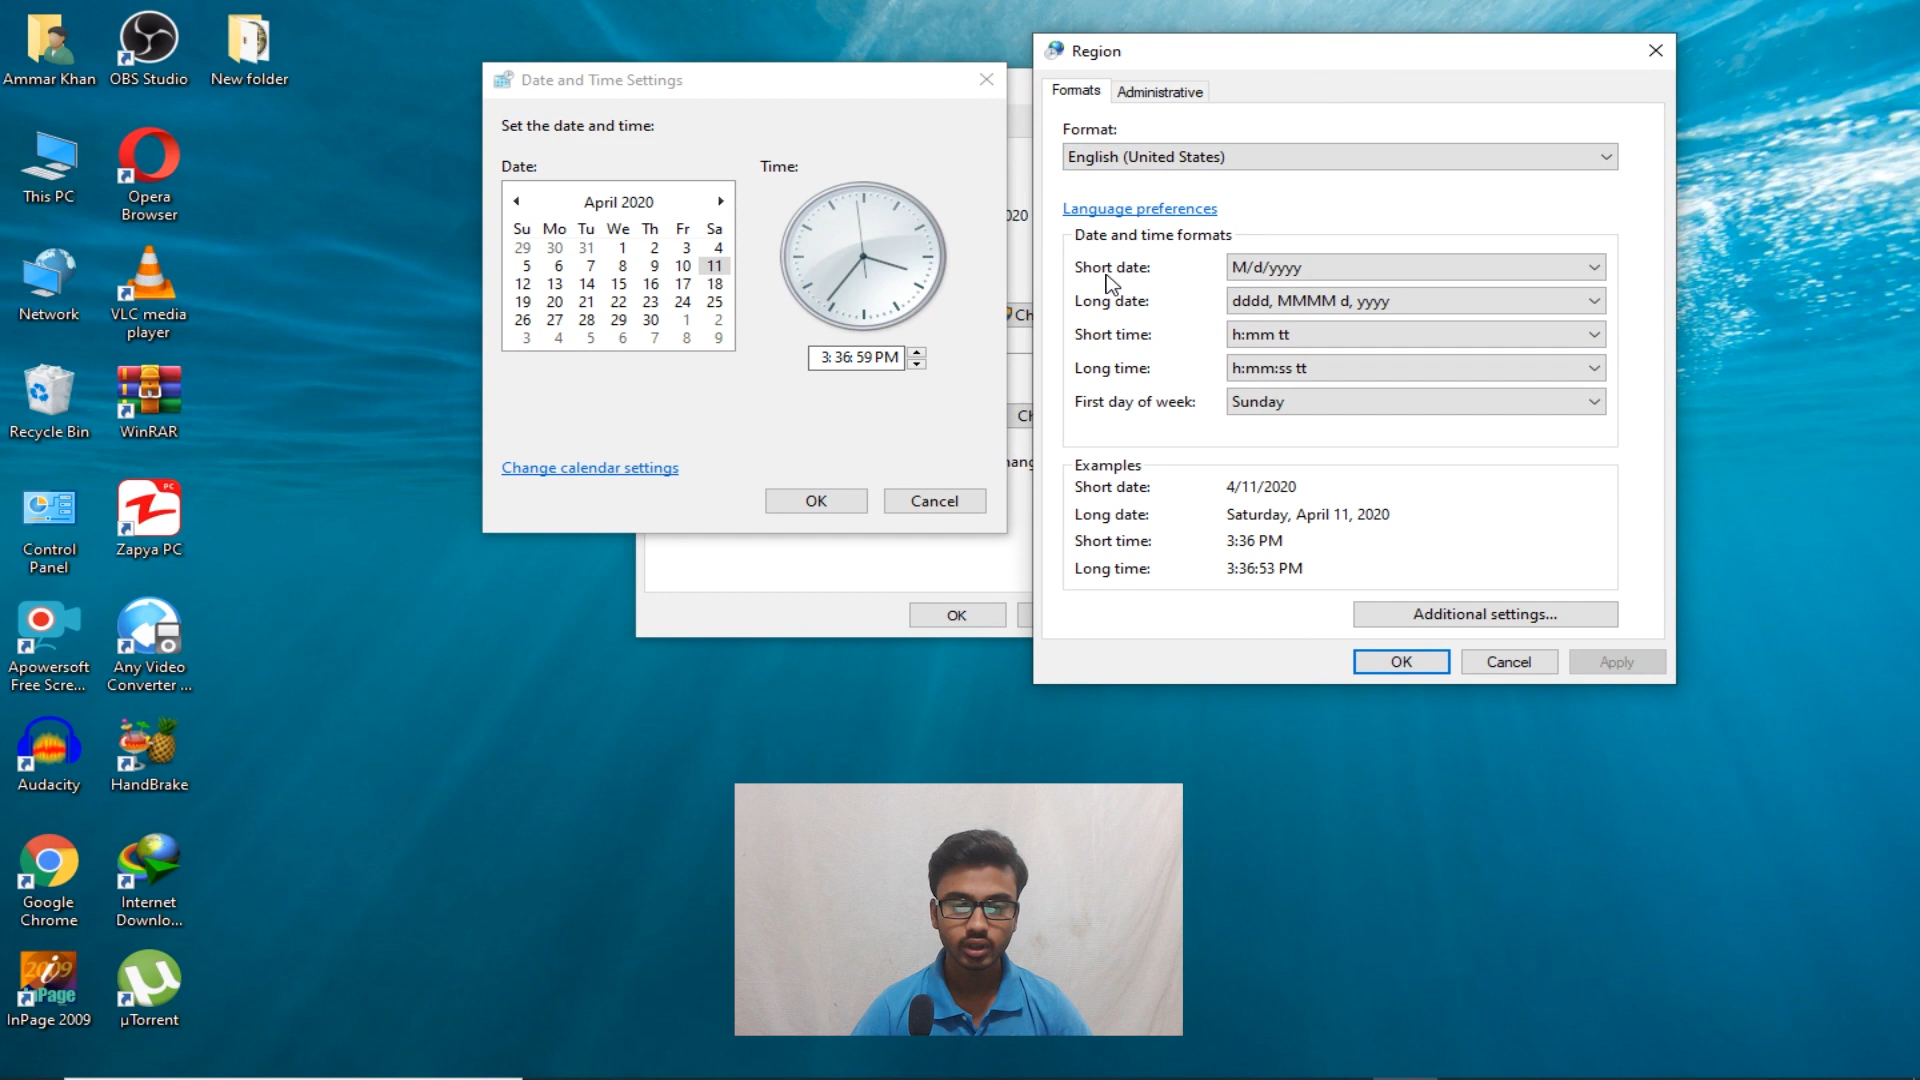 Ammar Khan
OBS Studio
New folder
This PC
Opera
Browser
Network
VLC media
player
Recycle Bin
WinRAR
Control
Panel
PC
Zapya PC
Apowersoft
Free Scre...
Any Video
Converter ...
Audacity
HandBrake
Google
Chrome
Internet
Downlo...
2009
InPage
InPage 2009
µTorrent
Date and Time Settings
Set the date and time:
Date:
Time:
April 2020
Su Mo Tu We Th Fr Sa
29 30 31 1 2 3 4
5 6 7 8 9 10 11
12 13 14 15 16 17 18
19 20 21 22 23 24 25
26 27 28 29 30 1 2
3 4 5 6 7 8 9
3: 36: 59 PM
Change calendar settings
OK
Cancel
020
Ch
Ch
hang
OK
Region
Formats
Administrative
Format:
English (United States)
Language preferences
Date and time formats
Short date: M/d/yyyy
Long date: dddd, MMMM d, yyyy
Short time: h:mm tt
Long time: h:mm:ss tt
First day of week: Sunday
Examples
Short date: 4/11/2020
Long date: Saturday, April 11, 2020
Short time: 3:36 PM
Long time: 3:36:53 PM
Additional settings...
OK
Cancel
Apply